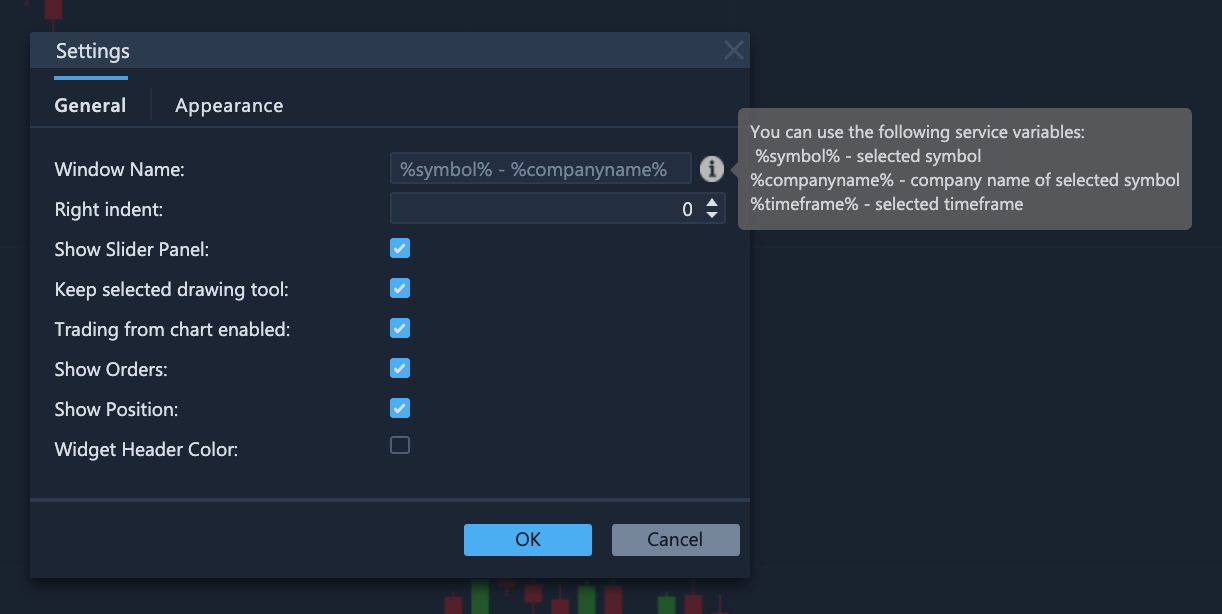 Settings
General
Appearance
You can use the following service variables:
%symbol% - selected symbol
%companyname% - company name of selected symbol
%timeframe% - selected timeframe
Window Name:
%symbol% - %companyname%
Right indent:
0
Show Slider Panel:
Keep selected drawing tool:
Trading from chart enabled:
Show Orders:
Show Position:
Widget Header Color:
OK
Cancel